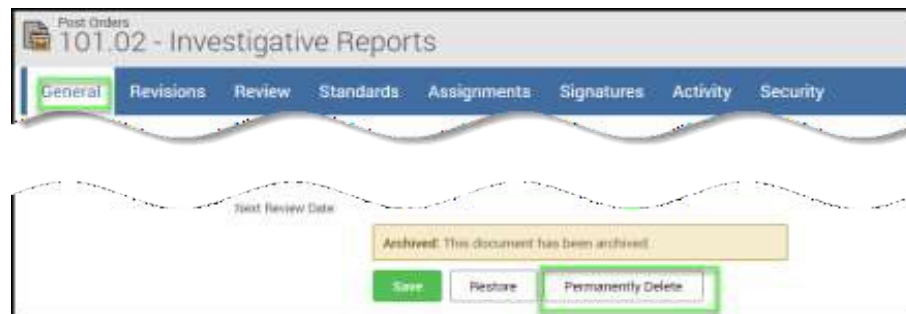 Post Orders
101.02 - Investigative Reports
General Revisions Review Standards Assignments Signatures Activity Security
Next Review Date
Archived: This document has been archived
Save Restore Permanently Delete